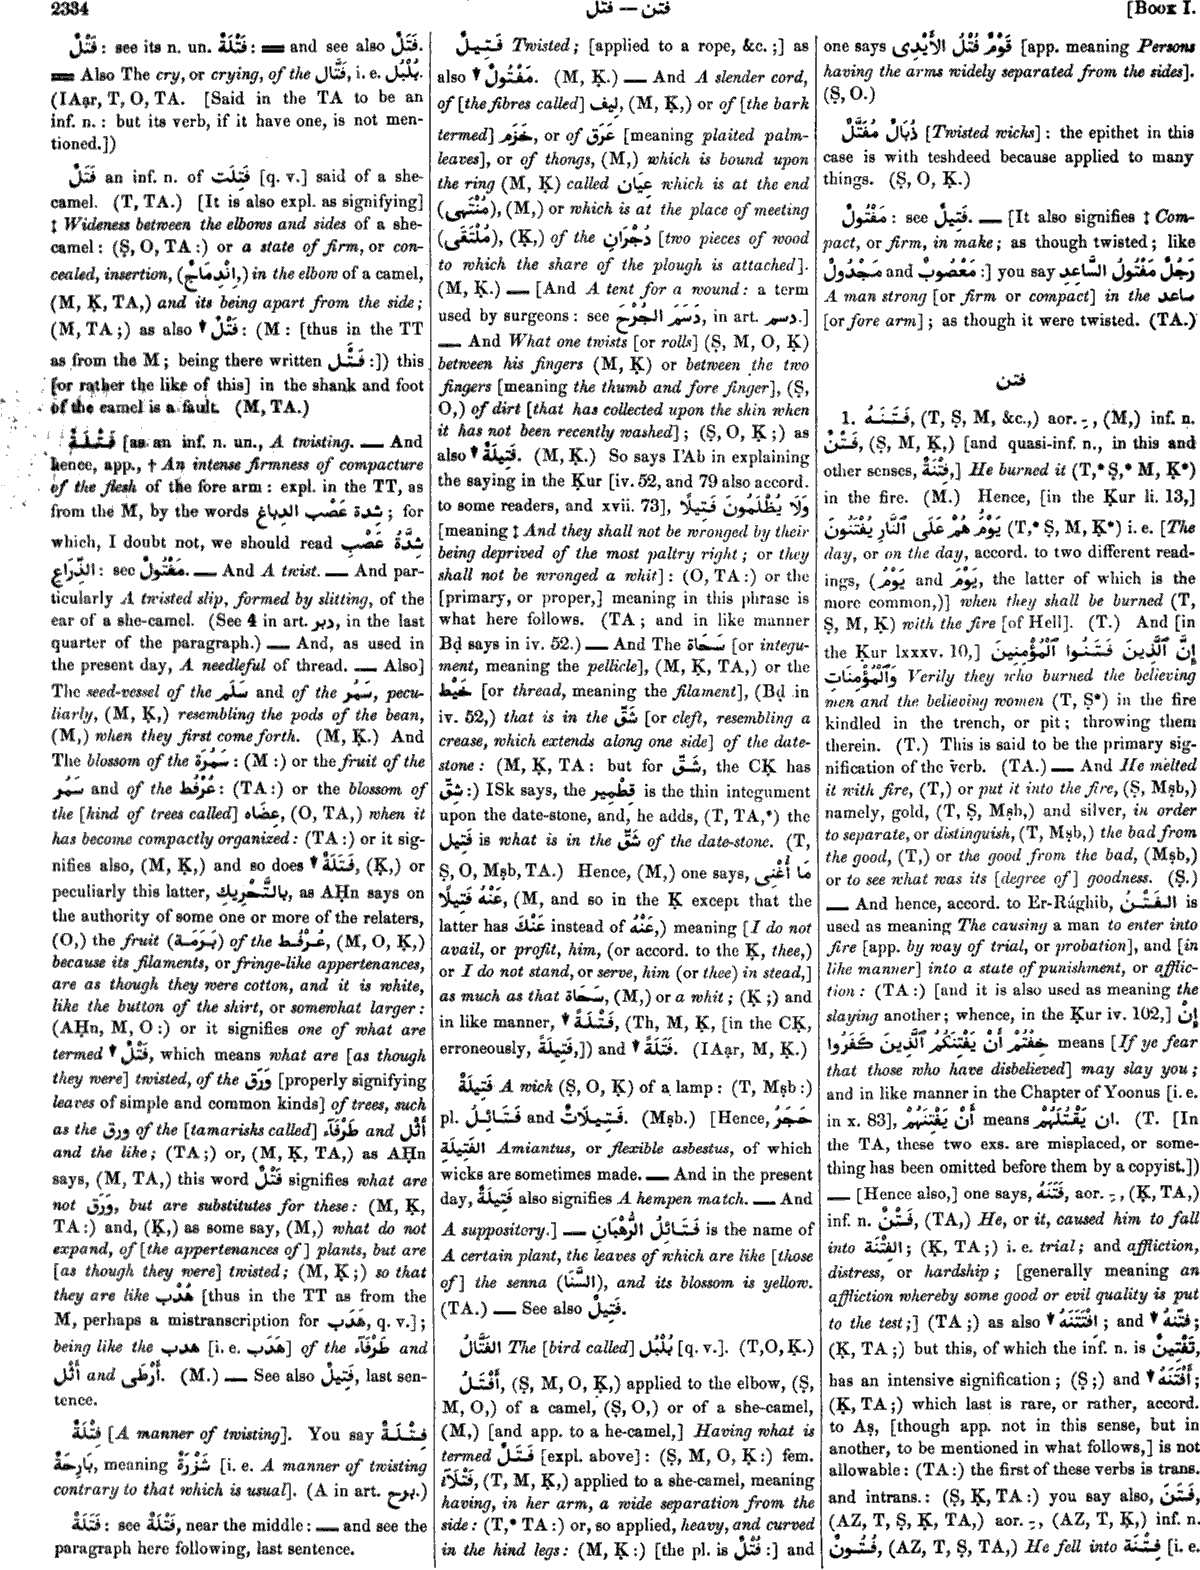 2334
فتن — فتل
[Book I.
فَتْلٌ: see its n. un. فَتْلَةٌ: = and see also فَتَلٌ.
= Also The cry, or crying, of the فَتَّال, i. e. بُلْبُل.
(IAạr, T, O, TA. [Said in the TA to be an
inf. n.: but its verb, if it have one, is not men-
tioned.])
فَتَلٌ an inf. n. of فَتِلَت [q. v.] said of a she-
camel. (T, TA.) [It is also expl. as signifying]
‡ Wideness between the elbows and sides of a she-
camel: (Ṣ, O, TA:) or a state of firm, or con-
cealed, insertion, (اِنْدِمَاجٌ,) in the elbow of a camel,
(M, Ḳ, TA,) and its being apart from the side;
(M, TA;) as also ▼ فَتْلٌ: (M: [thus in the TT
as from the M; being there written فَتْـل:]) this
[or rather the like of this] in the shank and foot
of the camel is a fault. (M, TA.)
فَتْلَةٌ [as an inf. n. un., A twisting. — And
hence, app., † An intense firmness of compacture
of the flesh of the fore arm: expl. in the TT, as
from the M, by the words شدة عَصْب الدباغ; for
which, I doubt not, we should read شِدَّةُ عَصْبِ
الذِّرَاعِ: see مَفْتُولٌ. — And A twist. — And par-
ticularly A twisted slip, formed by slitting, of the
ear of a she-camel. (See 4 in art. دبر, in the last
quarter of the paragraph.) — And, as used in
the present day, A needleful of thread. — Also]
The seed-vessel of the سَلَم and of the سَمُر, pecu-
liarly, (M, Ḳ,) resembling the pods of the bean,
(M,) when they first come forth. (M, Ḳ.) And
The blossom of the سَمُرَة: (M:) or the fruit of the
سَمُر and of the عُرْفُط: (TA:) or the blossom of
the [kind of trees called] عِضَاه, (O, TA,) when it
has become compactly organized: (TA:) or it sig-
nifies also, (M, Ḳ,) and so does ▼ فَتَلَةٌ, (Ḳ,) or
peculiarly this latter, بِالتَّحْرِيك, as AḤn says on
the authority of some one or more of the relaters,
(O,) the fruit (بَرَمَة) of the عُرْفُط, (M, O, Ḳ,)
because its filaments, or fringe-like appertenances,
are as though they were cotton, and it is white,
like the button of the shirt, or somewhat larger:
(AḤn, M, O:) or it signifies one of what are
termed ▼ فَتْلٌ, which means what are [as though
they were] twisted, of the وَرَق [properly signifying
leaves of simple and common kinds] of trees, such
as the ورق of the [tamarisks called] طَرْفَآء and أَثْل
and the like; (TA;) or, (M, Ḳ, TA,) as AḤn
says, (M, TA,) this word فَتْلٌ signifies what are
not وَرَق, but are substitutes for these: (M, Ḳ,
TA:) and, (Ḳ,) as some say, (M,) what do not
expand, of [the appertenances of] plants, but are
[as though they were] twisted; (M, Ḳ;) so that
they are like هُدْب [thus in the TT as from the
M, perhaps a mistranscription for هَدَب, q. v.];
being like the هدب [i. e. هَدَب] of the طَرْفَآء and
أَثْل and أَرْطَى. (M.) — See also فَتِيلٌ, last sen-
tence.
فِتْلَةٌ [A manner of twisting]. You say فِتْلَةٌ
بَارِحَةٌ, meaning شَزْرَةٌ [i. e. A manner of twisting
contrary to that which is usual]. (A in art. برح.)
فَتَلَةٌ: see فَتْلَةٌ, near the middle: — and see the
paragraph here following, last sentence.
فَتِيلٌ Twisted; [applied to a rope, &c.;] as
also ▼ مَفْتُولٌ. (M, Ḳ.) — And A slender cord,
of [the fibres called] لِيف, (M, Ḳ,) or of [the bark
termed] خَزَم, or of عَرَق [meaning plaited palm-
leaves], or of thongs, (M,) which is bound upon
the ring (M, Ḳ) called عِيَان which is at the end
(مُنْتَهَى), (M,) or which is at the place of meeting
(مُلْتَقَى), (Ḳ,) of the دُجْرَانِ [two pieces of wood
to which the share of the plough is attached].
(M, Ḳ.) — [And A tent for a wound: a term
used by surgeons: see دَسَمَ الجُرْحَ, in art. دسم.]
— And What one twists [or rolls] (Ṣ, M, O, Ḳ)
between his fingers (M, Ḳ) or between the two
fingers [meaning the thumb and fore finger], (Ṣ,
O,) of dirt [that has collected upon the skin when
it has not been recently washed]; (Ṣ, O, Ḳ;) as
also ▼ فَتِيلَةٌ. (M, Ḳ.) So says I'Ab in explaining
the saying in the Ḳur [iv. 52, and 79 also accord.
to some readers, and xvii. 73], وَلَا يُظْلَمُونَ فَتِيلًا
[meaning ‡ And they shall not be wronged by their
being deprived of the most paltry right; or they
shall not be wronged a whit]: (O, TA:) or the
[primary, or proper,] meaning in this phrase is
what here follows. (TA; and in like manner
Bḍ says in iv. 52.) — And The سَحَاة [or integu-
ment, meaning the pellicle], (M, Ḳ, TA,) or the
خَيْط [or thread, meaning the filament], (Bḍ in
iv. 52,) that is in the شَقّ [or cleft, resembling a
crease, which extends along one side] of the date-
stone: (M, Ḳ, TA: but for شَقّ, the CḲ has
شِقّ:) ISk says, the قِطْمِير is the thin integument
upon the date-stone, and, he adds, (T, TA,*) the
فَتِيل is what is in the شَقّ of the date-stone. (T,
Ṣ, O, Mṣb, TA.) Hence, (M,) one says, مَا أُغْنِى
عَنْهُ فَتِيلًا, (M, and so in the Ḳ except that the
latter has عَنْكَ instead of عَنْهُ,) meaning [I do not
avail, or profit, him, (or accord. to the Ḳ, thee,)
or I do not stand, or serve, him (or thee) in stead,]
as much as that سَحَاة, (M,) or a whit; (Ḳ;) and
in like manner, ▼ فَتْلَةً, (Th, M, Ḳ, [in the CḲ,
erroneously, فَتِيلَةً,]) and ▼ فَتَلَةً. (IAạr, M, Ḳ.)
فَتِيلَةٌ A wick (Ṣ, O, Ḳ) of a lamp: (T, Mṣb:)
pl. فَتَائِلُ and فَتِيلَاتٌ. (Mṣb.) [Hence, حَجَرُ
الفَتِيلَةِ Amiantus, or flexible asbestus, of which
wicks are sometimes made. — And in the present
day, فَتِيلَةٌ also signifies A hempen match. — And
A suppository.] — فَتَائِلُ الرُّهْبَانِ is the name of
A certain plant, the leaves of which are like [those
of] the senna (السَّنَا), and its blossom is yellow.
(TA.) — See also فَتِيلٌ.
الفَتَّالُ The [bird called] بُلْبُل [q. v.]. (T,O, Ḳ.)
أَفْتَلُ, (Ṣ, M, O, Ḳ,) applied to the elbow, (Ṣ,
M, O,) of a camel, (Ṣ, O,) or of a she-camel,
(M,) [and app. to a he-camel,] Having what is
termed فَتَلٌ [expl. above]: (Ṣ, M, O, Ḳ:) fem.
فَتْلَآءُ, (T, M, Ḳ,) applied to a she-camel, meaning
having, in her arm, a wide separation from the
side: (T,* TA:) or, so applied, heavy, and curved
in the hind legs: (M, Ḳ:) [the pl. is فُتْلٌ:] and
one says قَوْمٌ فُتْلُ الأَيْدِى [app. meaning Persons
having the arms widely separated from the sides].
(Ṣ, O.)
ذُبَالٌ مُفَتَّلٌ [Twisted wicks]: the epithet in this
case is with teshdeed because applied to many
things. (Ṣ, O, Ḳ.)
مَفْتُولٌ: see فَتِيلٌ. — [It also signifies ‡ Com-
pact, or firm, in make; as though twisted; like
مَجْدُولٌ and مَعْصُوبٌ:] you say رَجُلٌ مَفْتُولُ السَّاعِدِ
A man strong [or firm or compact] in the ساعد
[or fore arm]; as though it were twisted. (TA.)
فتن
1. فَتَنَهُ, (T, Ṣ, M, &c.,) aor. ـِ, (M,) inf. n.
فَتْنٌ, (Ṣ, M, Ḳ,) [and quasi-inf. n., in this and
other senses, فِتْنَةٌ,] He burned it (T,* Ṣ,* M, Ḳ*)
in the fire. (M.) Hence, [in the Ḳur li. 13,]
يَوْمُ هُمْ عَلَى النَّارِ يُفْتَنُونَ (T,* Ṣ, M, Ḳ*) i. e. [The
day, or on the day, accord. to two different read-
ings, (يَوْمُ and يَوْمَ, the latter of which is the
more common,)] when they shall be burned (T,
Ṣ, M, Ḳ) with the fire [of Hell]. (T.) And [in
the Ḳur lxxxv. 10,] إِنَّ ٱلَّذِينَ فَتَنُوا ٱلْمُؤْمِنِينَ
وَٱلْمُؤْمِنَاتِ Verily they who burned the believing
men and the believing women (T, Ṣ*) in the fire
kindled in the trench, or pit; throwing them
therein. (T.) This is said to be the primary sig-
nification of the verb. (TA.) — And He melted
it with fire, (T,) or put it into the fire, (Ṣ, Mṣb,)
namely, gold, (T, Ṣ, Mṣb,) and silver, in order
to separate, or distinguish, (T, Mṣb,) the bad from
the good, (T,) or the good from the bad, (Mṣb,)
or to see what was its [degree of] goodness. (Ṣ.)
— And hence, accord. to Er-Rághib, الفَتْنُ is
used as meaning The causing a man to enter into
fire [app. by way of trial, or probation], and [in
like manner] into a state of punishment, or afflic-
tion: (TA:) [and it is also used as meaning the
slaying another; whence, in the Ḳur iv. 102,] إِنْ
خِفْتُمْ أَنْ يَفْتِنَكُمُ ٱلَّذِينَ كَفَرُوا means [If ye fear
that those who have disbelieved] may slay you;
and in like manner in the Chapter of Yoonus [i. e.
in x. 83], أَنْ يَفْتِنَهُمْ means ان يَقْتُلَهُمْ. (T. [In
the TA, these two exs. are misplaced, or some-
thing has been omitted before them by a copyist.])
— [Hence also,] one says, فَتَنَهُ, aor. ـِ, (Ḳ, TA,)
inf. n. فَتْنٌ, (TA,) He, or it, caused him to fall
into الفِتْنَة; (Ḳ, TA;) i. e. trial; and affliction,
distress, or hardship; [generally meaning an
affliction whereby some good or evil quality is put
to the test;] (TA;) as also ▼ افْتَتَنَهُ; and ▼ فتّنهُ;
(Ḳ, TA;) but this, of which the inf. n. is تَفْتِينٌ,
has an intensive signification; (Ṣ;) and ▼ أَفْتَنَهُ;
(Ḳ, TA;) which last is rare, or rather, accord.
to Aṣ, [though app. not in this sense, but in
another, to be mentioned in what follows,] is not
allowable: (TA:) the first of these verbs is trans.
and intrans.: (Ṣ, Ḳ, TA:) you say also, فَتَنَ,
(AZ, T, Ṣ, Ḳ, TA,) aor. ـِ, (AZ, T, Ḳ,) inf. n.
فُتُونٌ, (AZ, T, Ṣ, TA,) He fell into فِتْنَة [i. e.